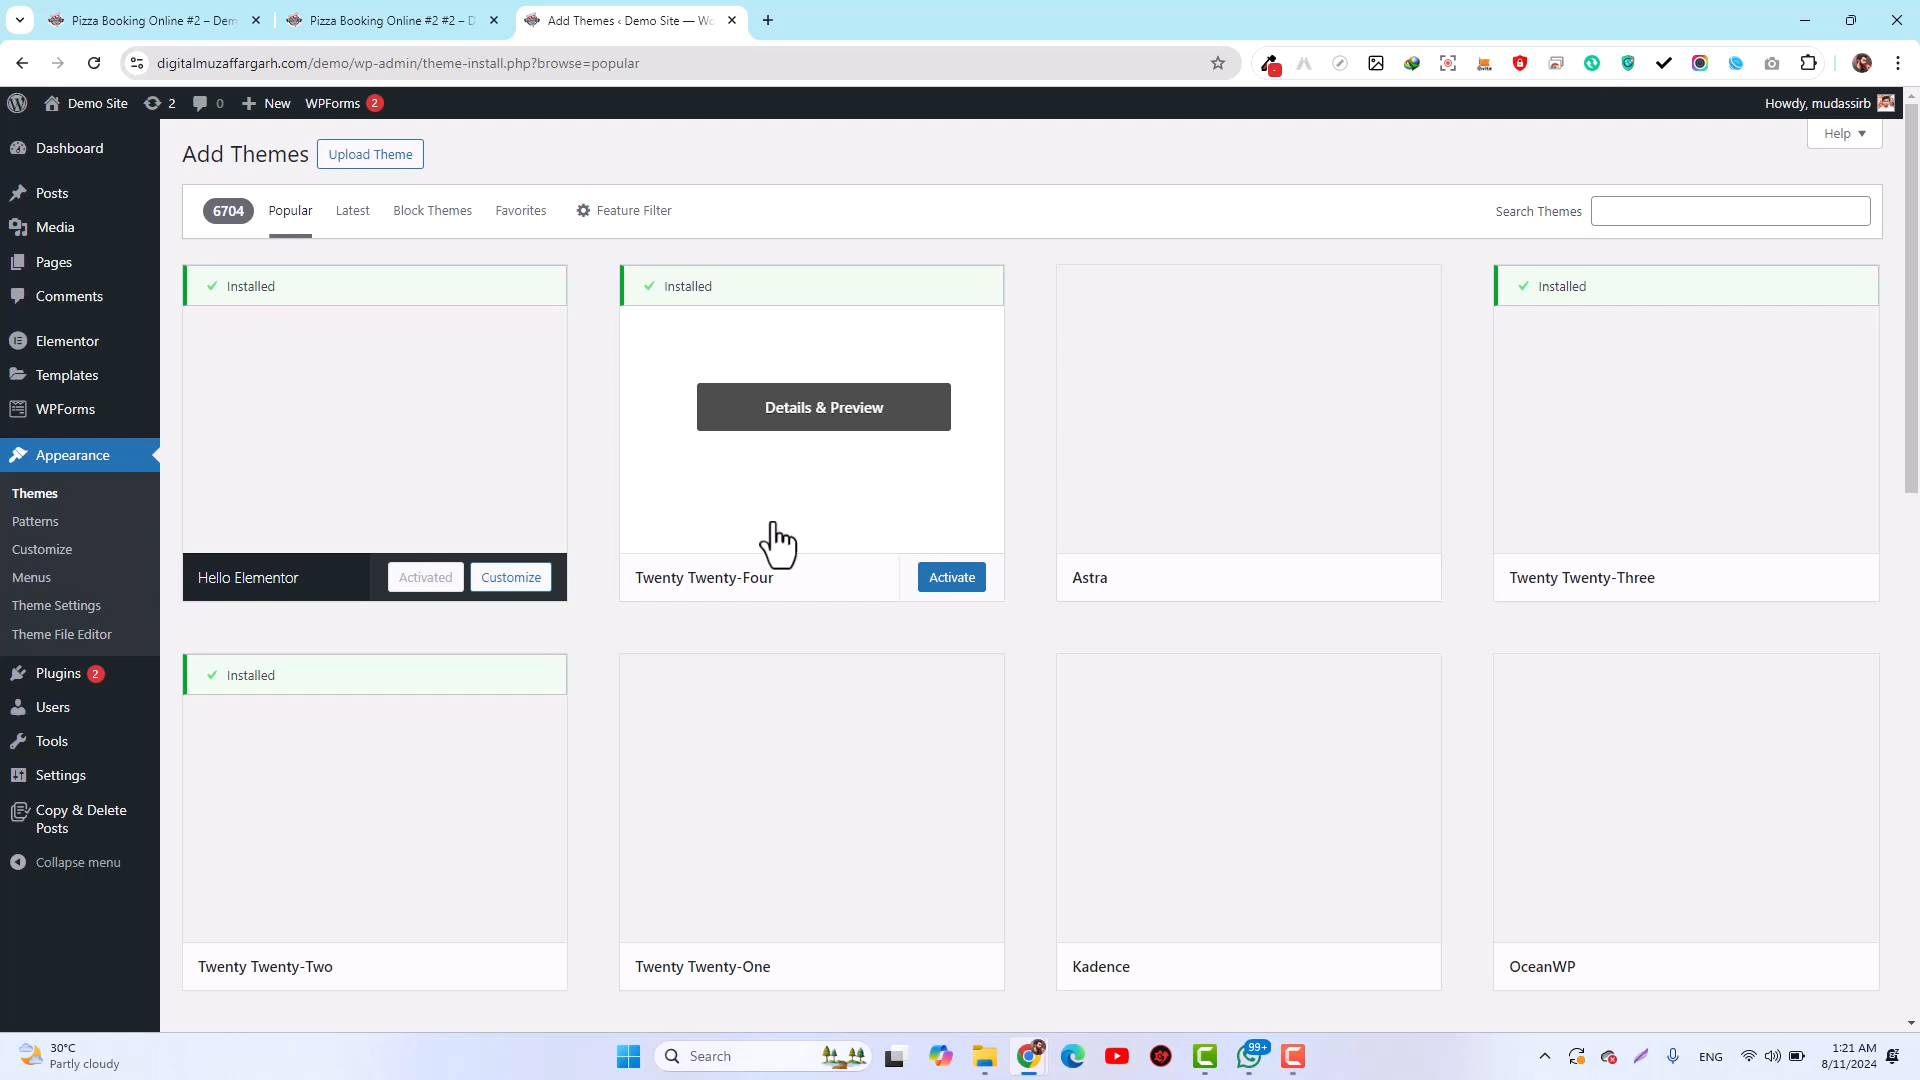 Pizza Booking Online #2 – Dem
Pizza Booking Online #2 #2 – D
Add Themes ‹ Demo Site — Wo
digitalmuzaffargarh.com/demo/wp-admin/theme-install.php?browse=popular
Demo Site
2
0
New
WPForms 2
Howdy, mudassirb
Help
Dashboard
Posts
Media
Pages
Comments
Elementor
Templates
WPForms
Appearance
Themes
Patterns
Customize
Menus
Theme Settings
Theme File Editor
Plugins 2
Users
Tools
Settings
Copy & Delete
Posts
Collapse menu
Add Themes
Upload Theme
6704 Popular Latest Block Themes Favorites Feature Filter
Search Themes
Installed
Hello Elementor
Activated
Customize
Installed
Details & Preview
Twenty Twenty-Four
Activate
Astra
Installed
Twenty Twenty-Three
Installed
Twenty Twenty-Two
Twenty Twenty-One
Kadence
OceanWP
30°C
Partly cloudy
Search
99+
ENG
1:21 AM
8/11/2024